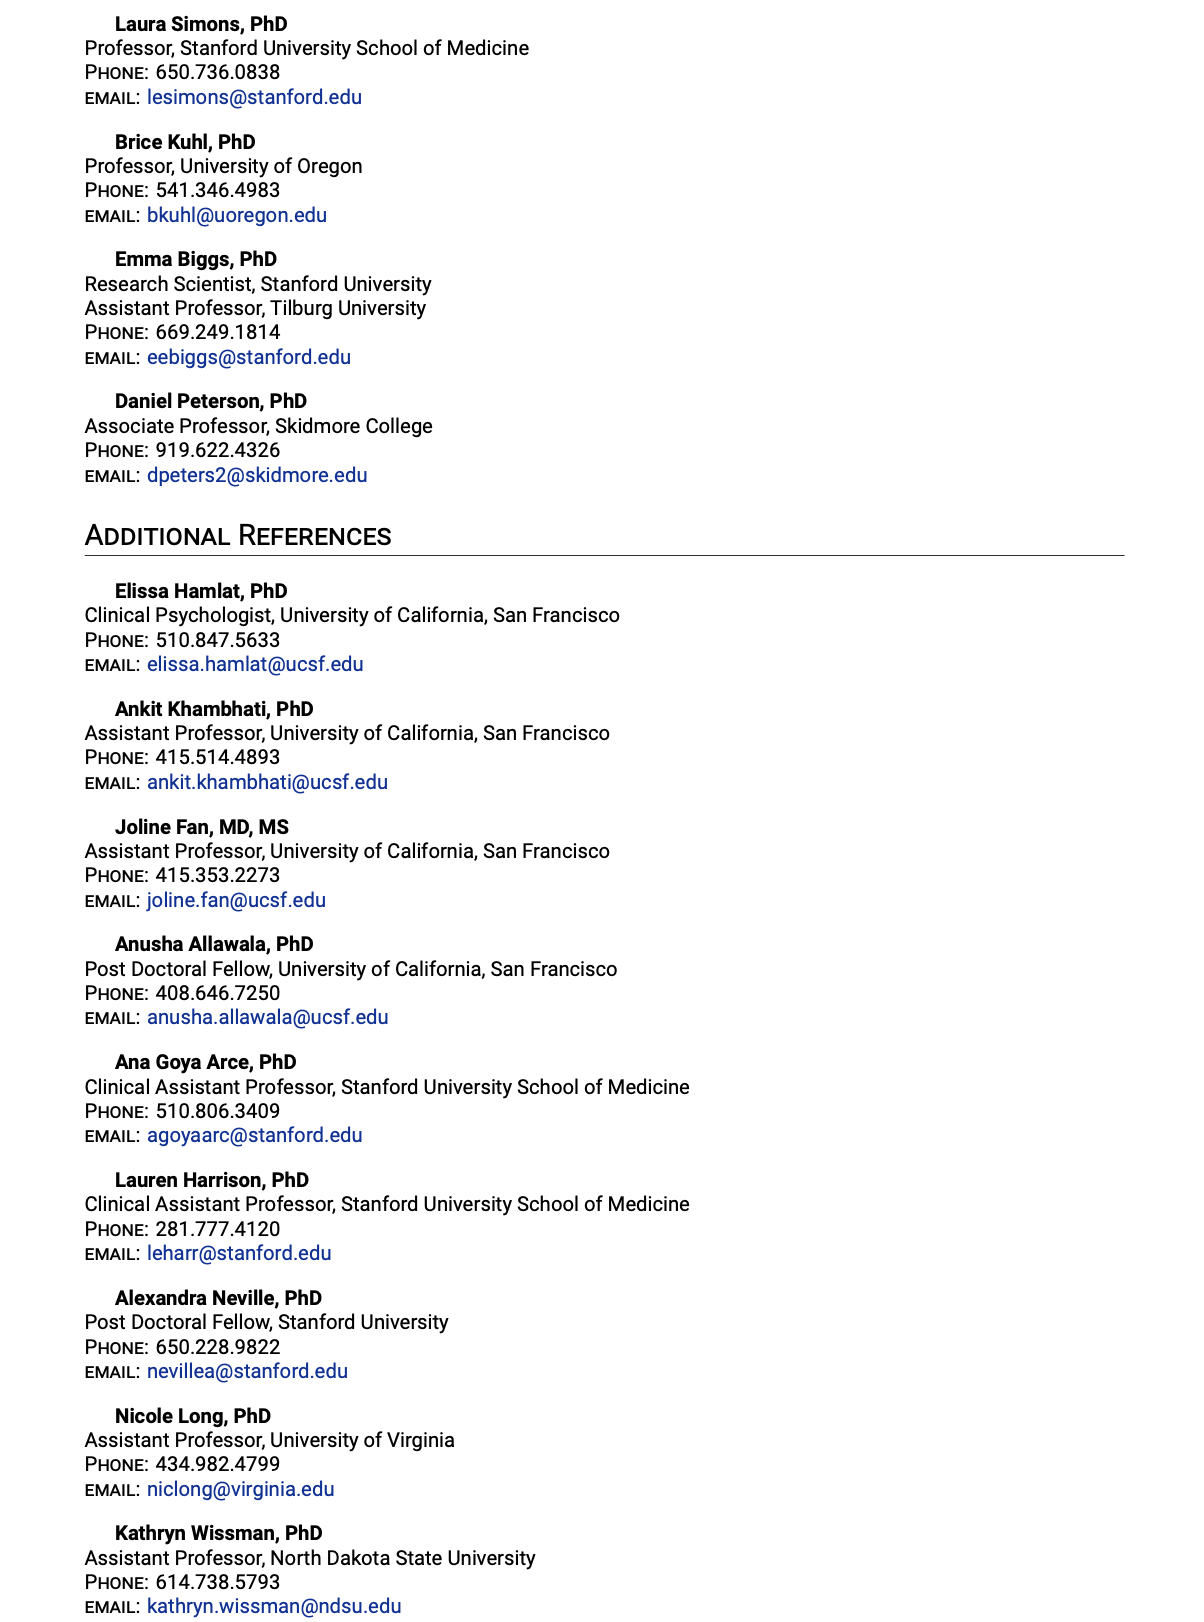 Laura Simons, PhD
Professor, Stanford University School of Medicine
PHONE: 650.736.0838
EMAIL: lesimons@stanford.edu
Brice Kuhl, PhD
Professor, University of Oregon
PHONE: 541.346.4983
EMAIL: bkuhl@uoregon.edu
Emma Biggs, PhD
Research Scientist, Stanford University
Assistant Professor, Tilburg University
PHONE: 669.249.1814
EMAIL: eebiggs@stanford.edu
Daniel Peterson, PhD
Associate Professor, Skidmore College
PHONE: 919.622.4326
EMAIL: dpeters2@skidmore.edu
ADDITIONAL REFERENCES
Elissa Hamlat, PhD
Clinical Psychologist, University of California, San Francisco
PHONE: 510.847.5633
EMAIL: elissa.hamlat@ucsf.edu
Ankit Khambhati, PhD
Assistant Professor, University of California, San Francisco
PHONE: 415.514.4893
EMAIL: ankit.khambhati@ucsf.edu
Joline Fan, MD, MS
Assistant Professor, University of California, San Francisco
PHONE: 415.353.2273
EMAIL: joline.fan@ucsf.edu
Anusha Allawala, PhD
Post Doctoral Fellow, University of California, San Francisco
PHONE: 408.646.7250
EMAIL: anusha.allawala@ucsf.edu
Ana Goya Arce, PhD
Clinical Assistant Professor, Stanford University School of Medicine
PHONE: 510.806.3409
EMAIL: agoyaarc@stanford.edu
Lauren Harrison, PhD
Clinical Assistant Professor, Stanford University School of Medicine
PHONE: 281.777.4120
EMAIL: leharr@stanford.edu
Alexandra Neville, PhD
Post Doctoral Fellow, Stanford University
PHONE: 650.228.9822
EMAIL: nevillea@stanford.edu
Nicole Long, PhD
Assistant Professor, University of Virginia
PHONE: 434.982.4799
EMAIL: niclong@virginia.edu
Kathryn Wissman, PhD
Assistant Professor, North Dakota State University
PHONE: 614.738.5793
EMAIL: kathryn.wissman@ndsu.edu